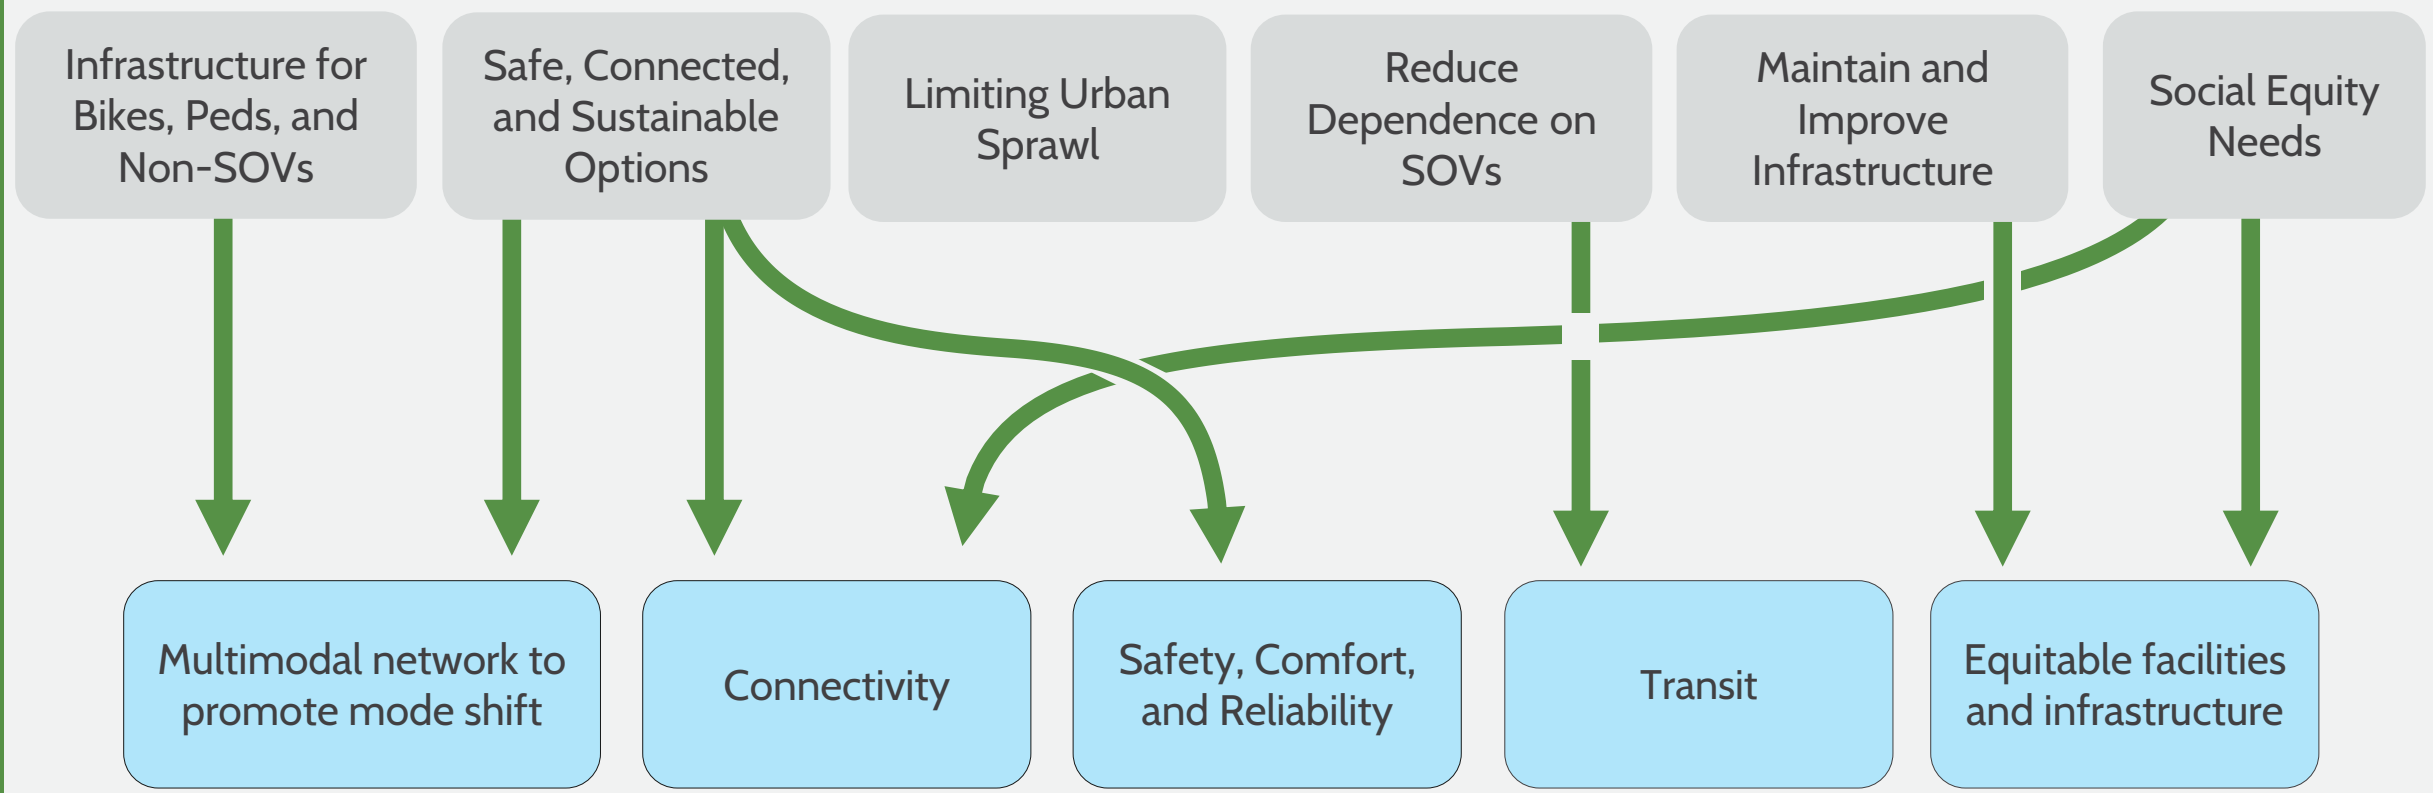 Infrastructure for
Bikes, Peds, and
Non-SOVs
Safe, Connected,
and Sustainable
Options
Limiting Urban
Sprawl
Reduce
Dependence on
SOVs
Maintain and
Improve
Infrastructure
Social Equity
Needs
Multimodal network to
promote mode shift
Connectivity
Safety, Comfort,
and Reliability
Transit
Equitable facilities
and infrastructure